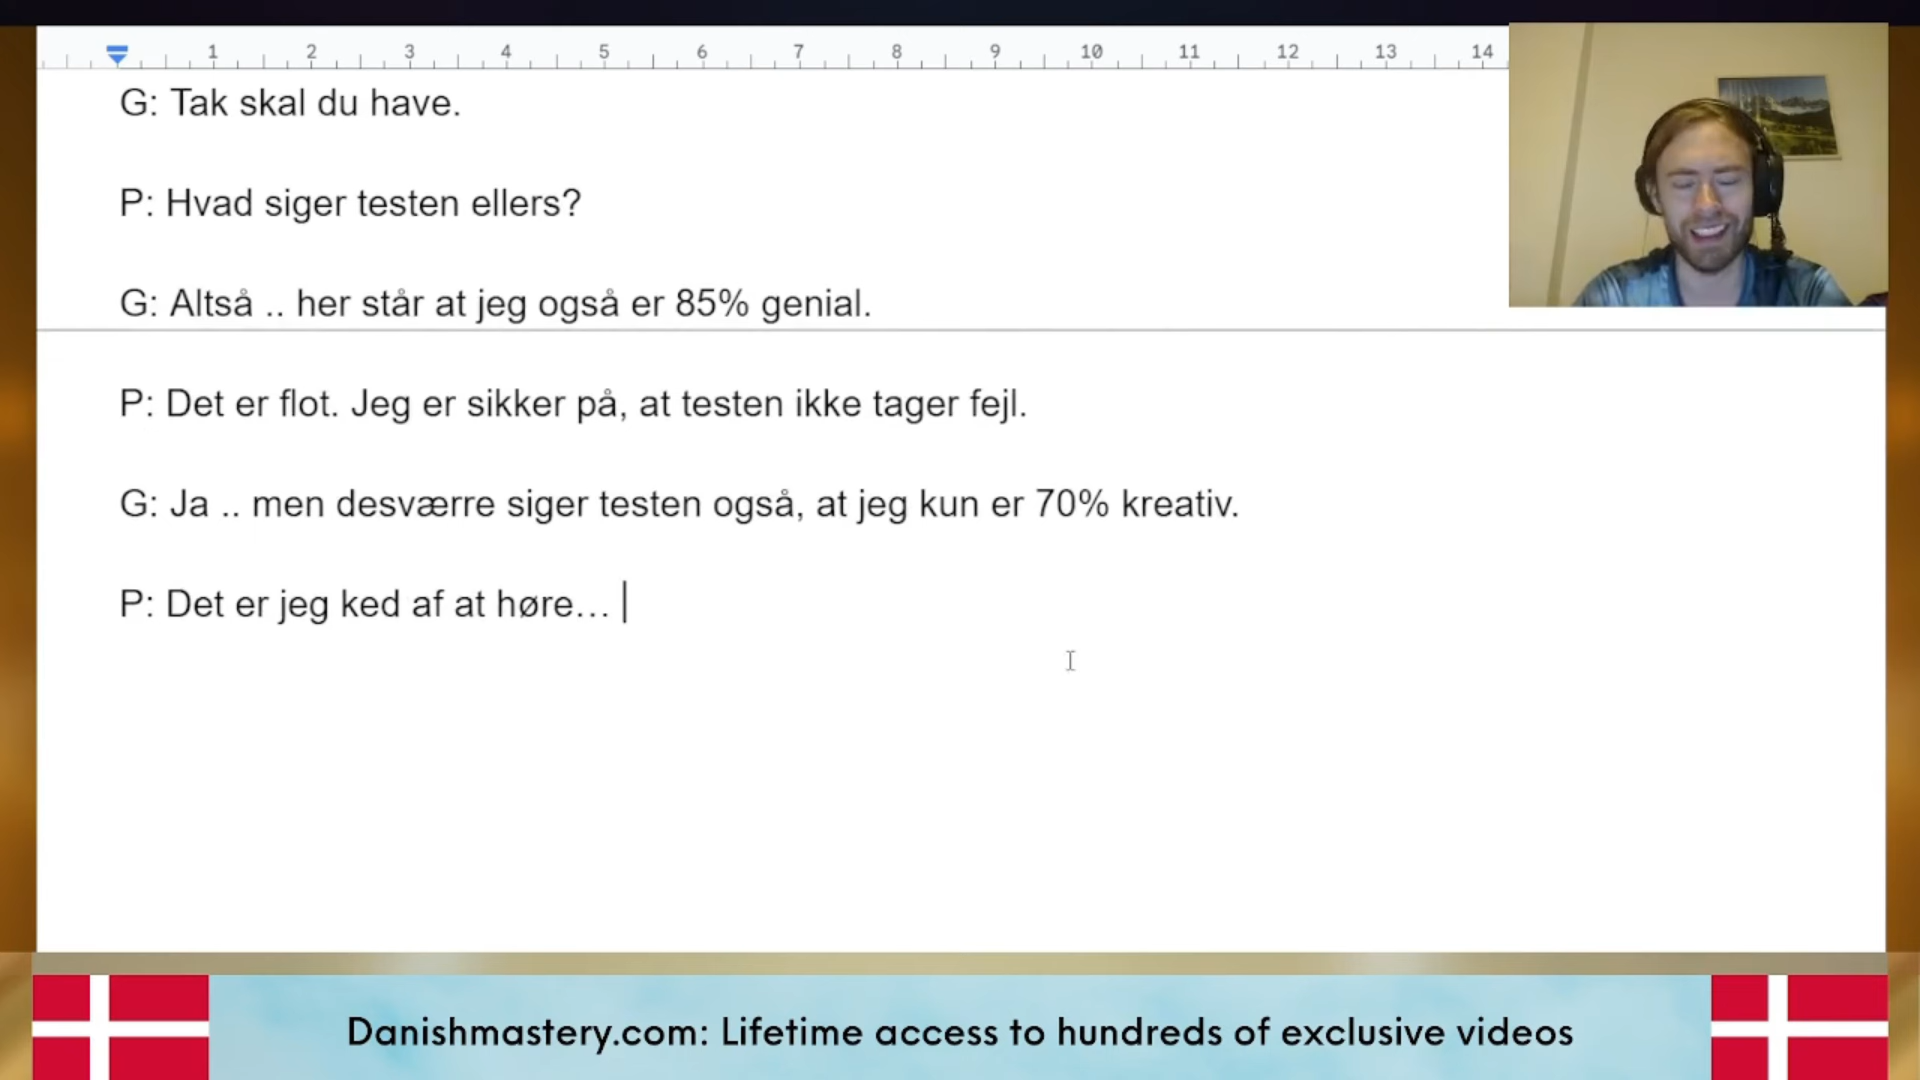 1 2 3 4 5 6 7 8 9 10 11 12 13 14
G: Tak skal du have.
P: Hvad siger testen ellers?
G: Altså .. her står at jeg også er 85% genial.
P: Det er flot. Jeg er sikker på, at testen ikke tager fejl.
G: Ja .. men desværre siger testen også, at jeg kun er 70% kreativ.
P: Det er jeg ked af at høre…
Danishmastery.com: Lifetime access to hundreds of exclusive videos